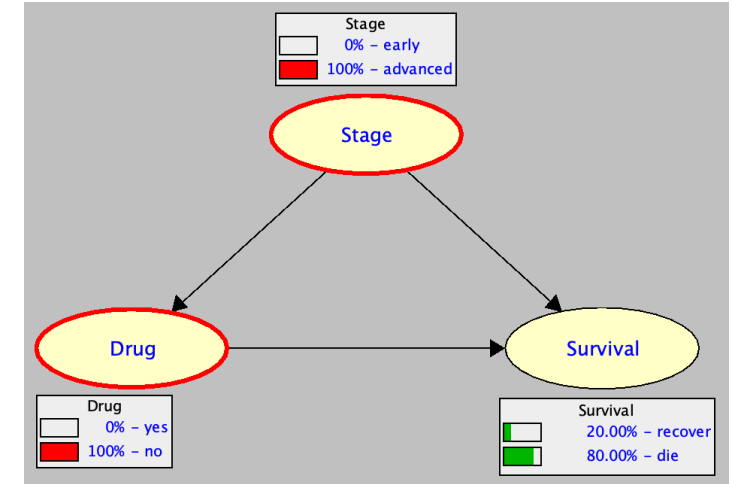 Stage
0% – early
100% – advanced
Stage
Drug
Survival
Drug
0% – yes
100% – no
Survival
20.00% – recover
80.00% – die